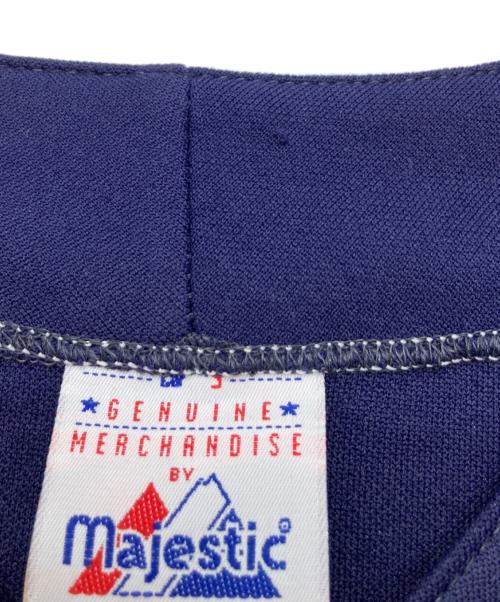 ★ GENUINE ★
MERCHANDISE
BY
Majestic®